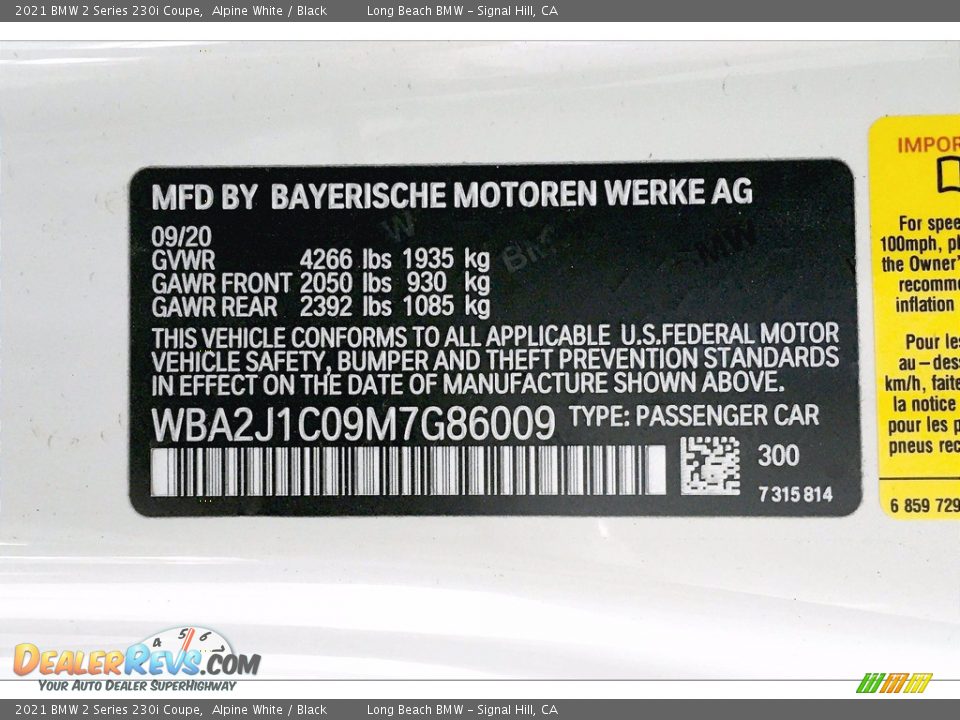 2021 BMW 2 Series 230i Coupe, Alpine White / Black Long Beach BMW - Signal Hill, CA
MFD BY BAYERISCHE MOTOREN WERKE AG
09/20
GVWR 4266 lbs 1935 kg
GAWR FRONT 2050 lbs 930 kg
GAWR REAR 2392 lbs 1085 kg
THIS VEHICLE CONFORMS TO ALL APPLICABLE U.S.FEDERAL MOTOR
VEHICLE SAFETY, BUMPER AND THEFT PREVENTION STANDARDS
IN EFFECT ON THE DATE OF MANUFACTURE SHOWN ABOVE.
WBA2J1C09M7G86009 TYPE: PASSENGER CAR
300
7 315 814
IMPOR
For spee
100mph, pl
the Owner'
recomme
inflation
Pour les
au-dess
km/h, faite
la notice
pour les p
pneus rec
6 859 729
4 5 6 7
DEALERREVS.COM
YOUR AUTO DEALER SUPERHIGHWAY
2021 BMW 2 Series 230i Coupe, Alpine White / Black Long Beach BMW - Signal Hill, CA